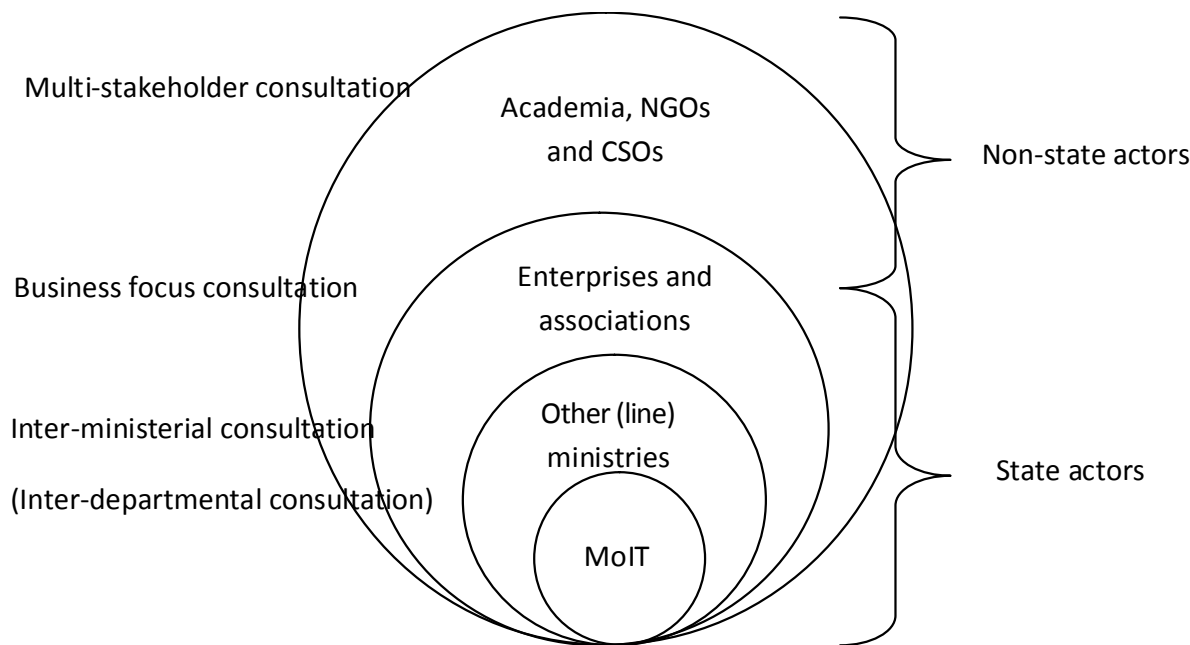 Multi-stakeholder consultation
Academia, NGOs
and CSOs
Non-state actors
Business focus consultation
Enterprises and
associations
Inter-ministerial consultation
Other (line)
ministries
(Inter-departmental consultation)
State actors
MoIT